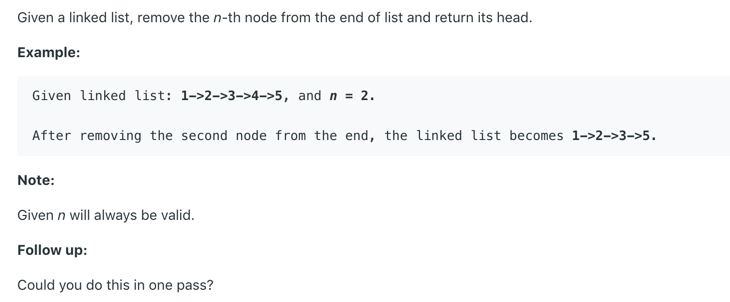 Given a linked list, remove the n-th node from the end of list and return its head.
Example:
Given linked list: 1->2->3->4->5, and n = 2.
After removing the second node from the end, the linked list becomes 1->2->3->5.
Note:
Given n will always be valid.
Follow up:
Could you do this in one pass?